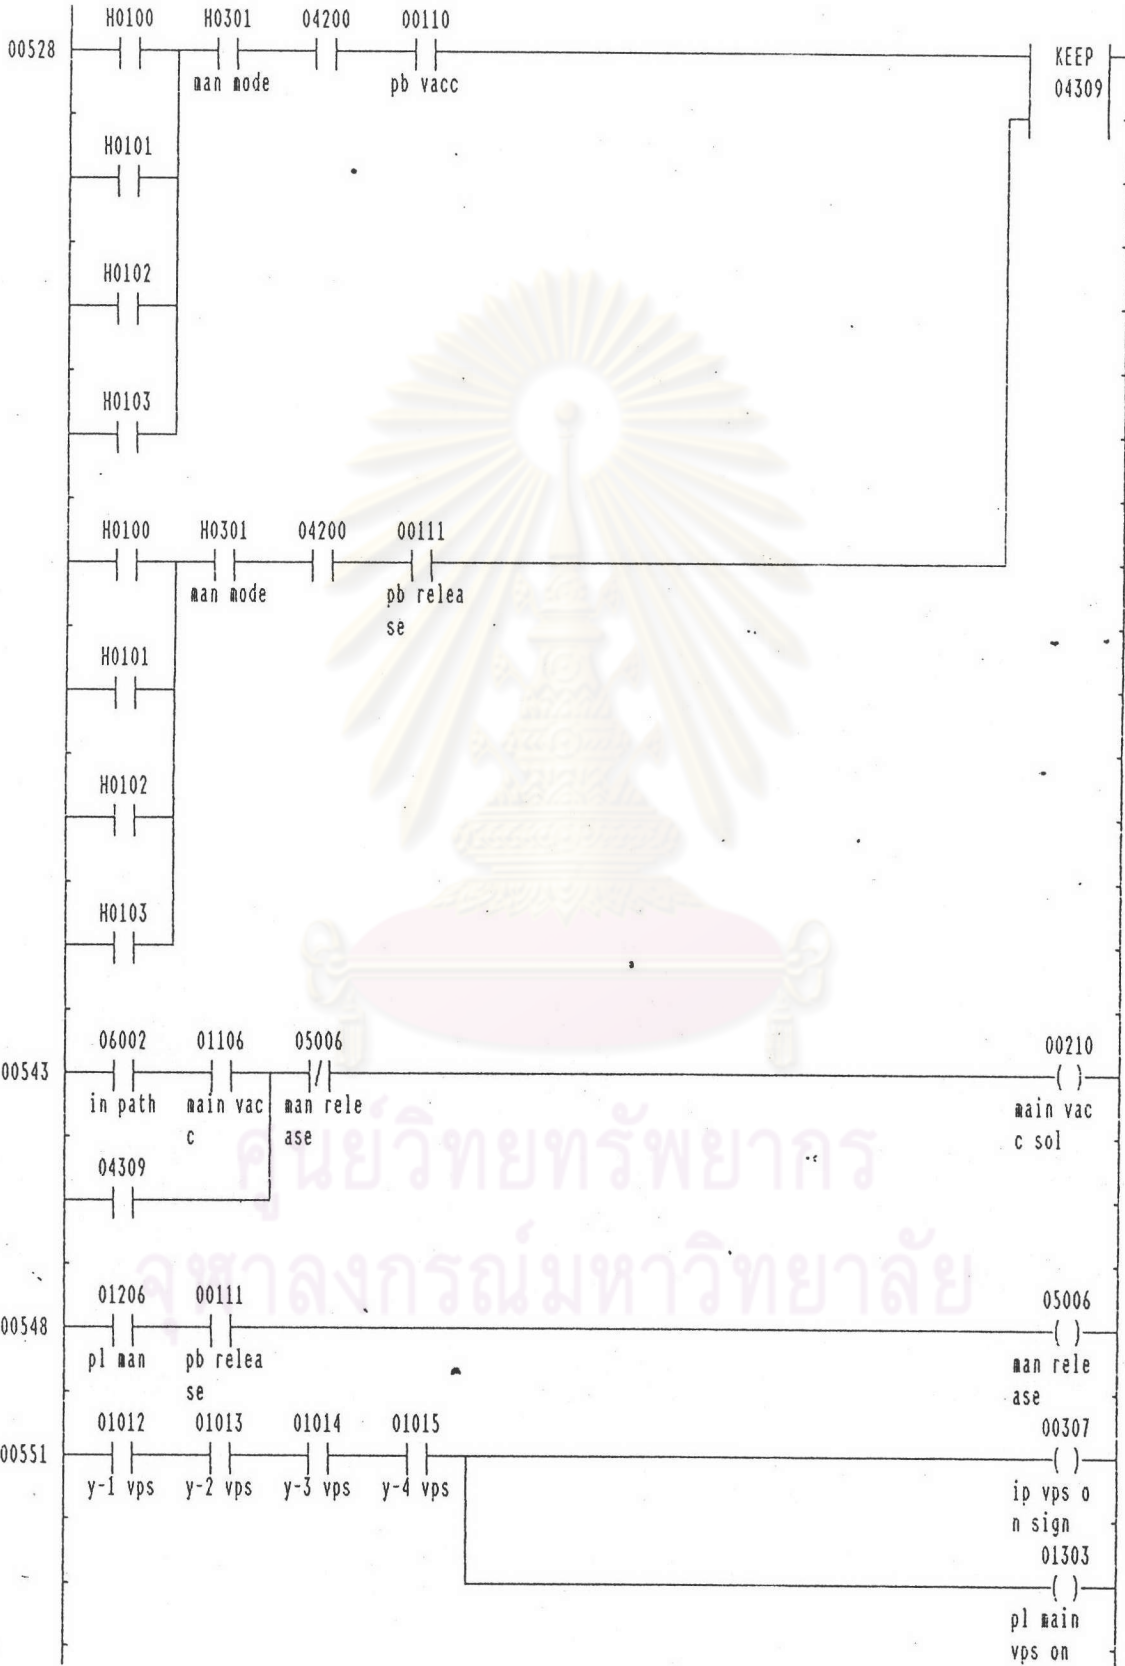 H0100 H0301 04200 00110
00528 KEEP
man mode pb vacc 04309
H0101
H0102
H0103
H0100 H0301 04200 00111
man mode pb relea
se
H0101
H0102
H0103
06002 01106 05006 00210
00543 ( )
in path main vac man rele main vac
c ase c sol
04309
ศูนย์วิทยทรัพยากร
จุฬาลงกรณ์มหาวิทยาลัย
01206 00111 05006
00548 ( )
pl man pb relea man rele
se ase
01012 01013 01014 01015 00307
00551 ( )
y-1 vps y-2 vps y-3 vps y-4 vps ip vps o
n sign
01303
( )
pl main
vps on